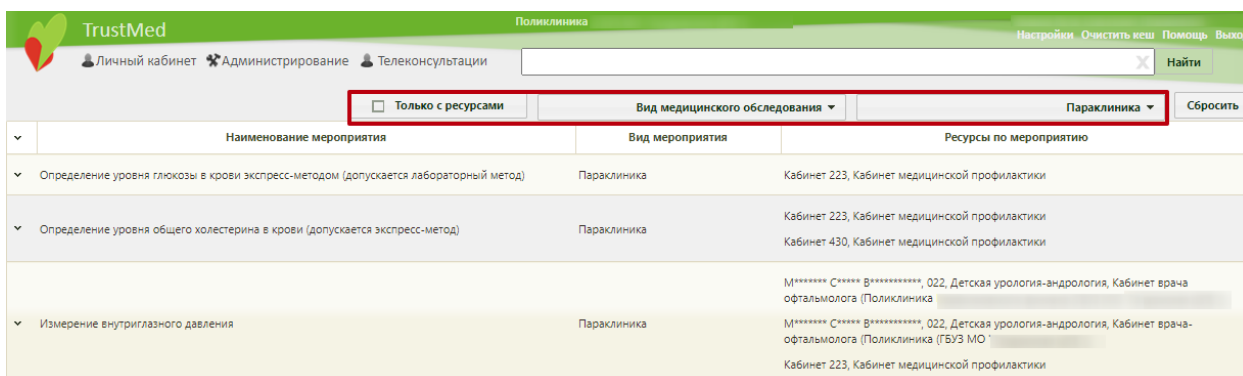 Поликлиника
TrustMed
Настройки Очистить кеш Помощь Выхо
Личный кабинет Администрирование Телеконсультации X Найти
Только с ресурсами Вид медицинского обследования Параклиника Сбросить
Наименование мероприятия Вид мероприятия Ресурсы по мероприятию
Определение уровня глюкозы в крови экспресс-методом (допускается лабораторный метод) Параклиника Кабинет 223, Кабинет медицинской профилактики
Определение уровня общего холестерина в крови (допускается экспресс-метод) Параклиника Кабинет 223, Кабинет медицинской профилактики
Кабинет 430, Кабинет медицинской профилактики
Измерение внутриглазного давления Параклиника М******* С***** В***********, 022, Детская урология-андрология, Кабинет врача
офтальмолога (Поликлиника
М******* С***** В***********, 022, Детская урология-андрология, Кабинет врача-
офтальмолога (Поликлиника (ГБУЗ МО
Кабинет 223, Кабинет медицинской профилактики